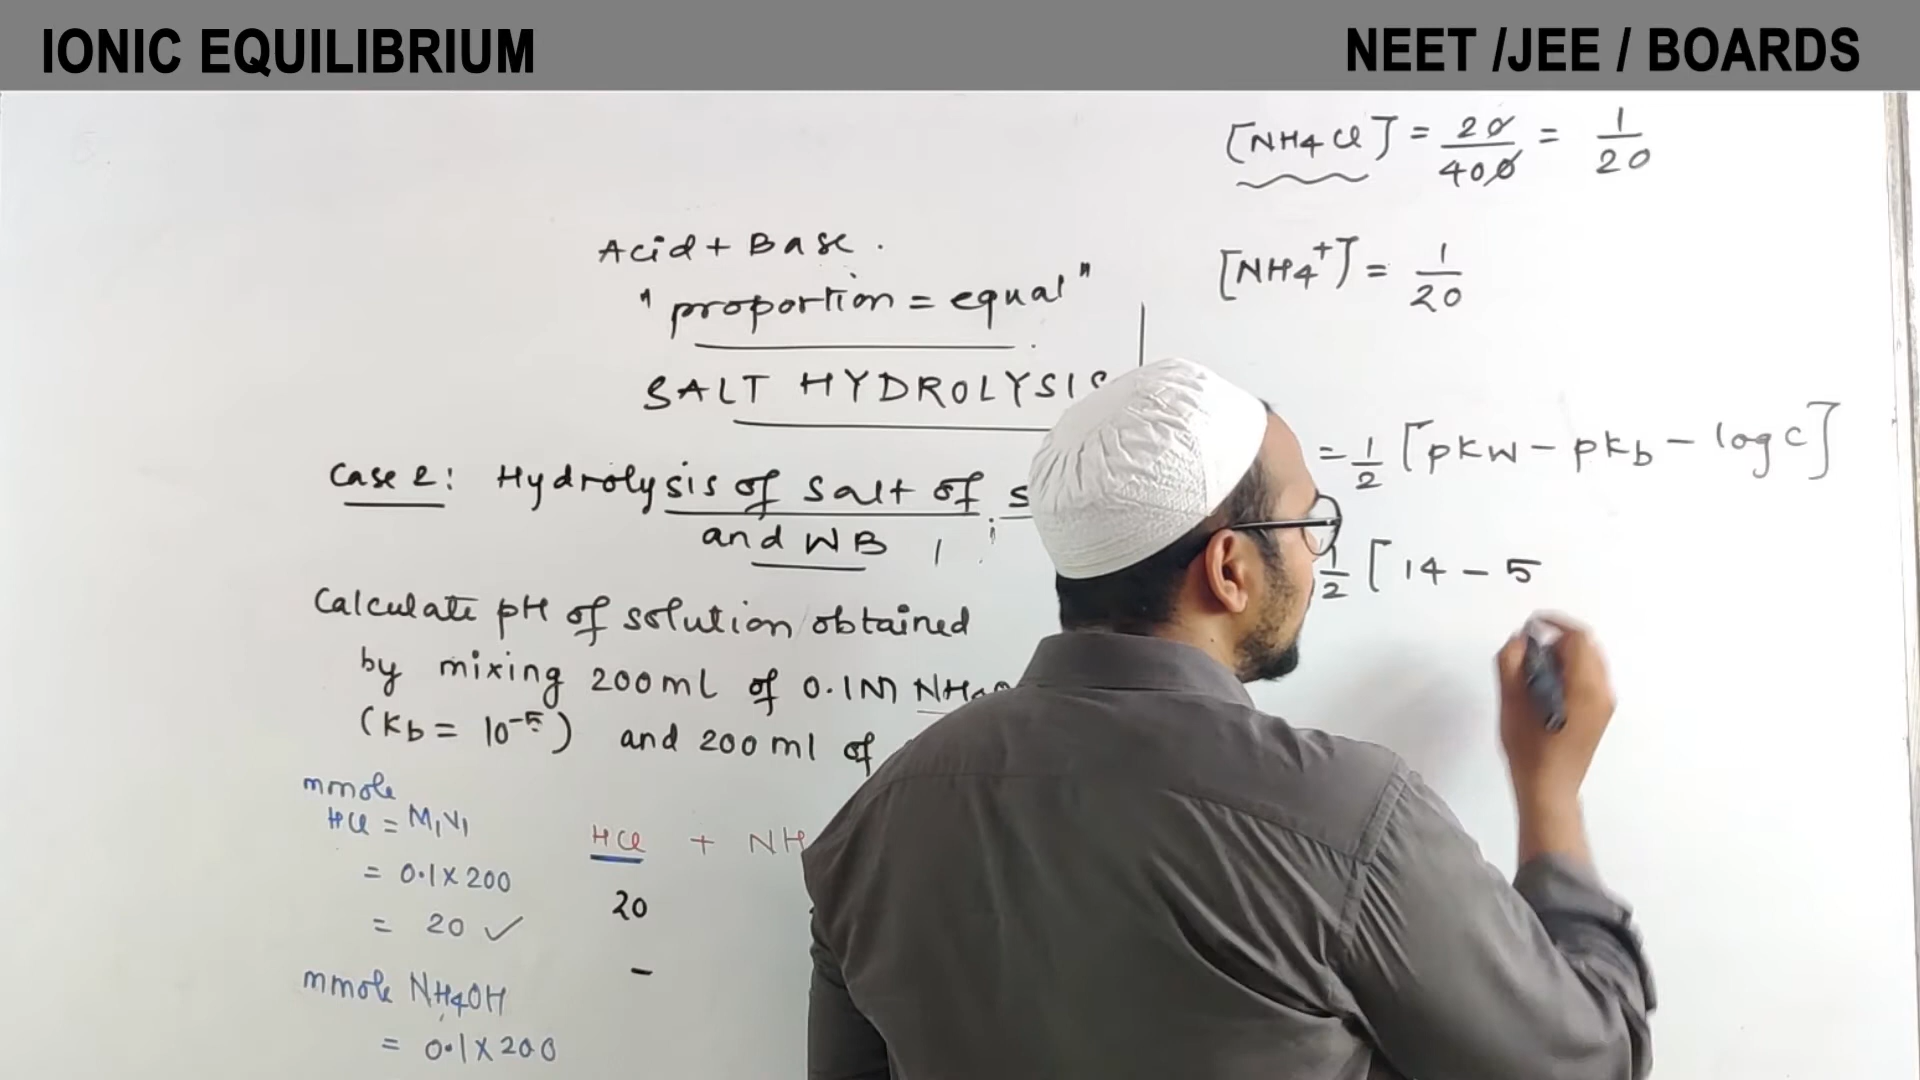 IONIC EQUILIBRIUM
NEET /JEE / BOARDS
[NH4Cl] = 200/400 = 1/20
[NH4+] = 1/20
Acid + Base .
"proportion = equal"
SALT HYDROLYSIS
= 1/2 [pKw - pKb - log c]
1/2 [ 14 - 5
Case 2: Hydrolysis of Salt of S
and WB
Calculate pH of solution obtained
by mixing 200ml of 0.1M
(Kb = 10-5) and 200 ml of
mmole
HCl = M1V1
= 0.1 X 200
= 20 ✓
HCl + NH
20
-
mmole NH4OH
= 0.1 X 200